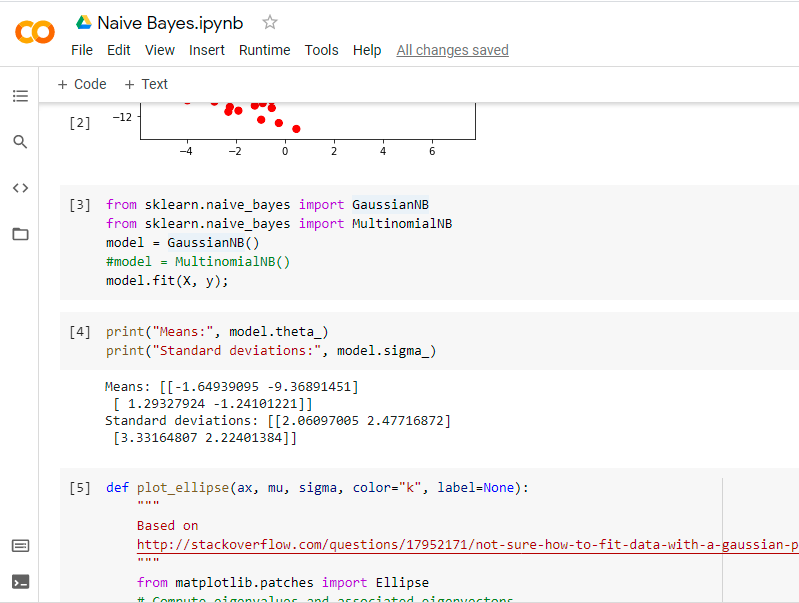 Naive Bayes.ipynb
File Edit View Insert Runtime Tools Help All changes saved
+ Code + Text
[2]
−12
−4 −2 0 2 4 6
[3] from sklearn.naive_bayes import GaussianNB
from sklearn.naive_bayes import MultinomialNB
model = GaussianNB()
#model = MultinomialNB()
model.fit(X, y);
[4] print("Means:", model.theta_)
print("Standard deviations:", model.sigma_)
Means: [[-1.64939095 -9.36891451]
[ 1.29327924 -1.24101221]]
Standard deviations: [[2.06097005 2.47716872]
[3.33164807 2.22401384]]
[5] def plot_ellipse(ax, mu, sigma, color="k", label=None):
"""
Based on
http://stackoverflow.com/questions/17952171/not-sure-how-to-fit-data-with-a-gaussian-p
"""
from matplotlib.patches import Ellipse
# Compute eigenvalues and associated eigenvectors